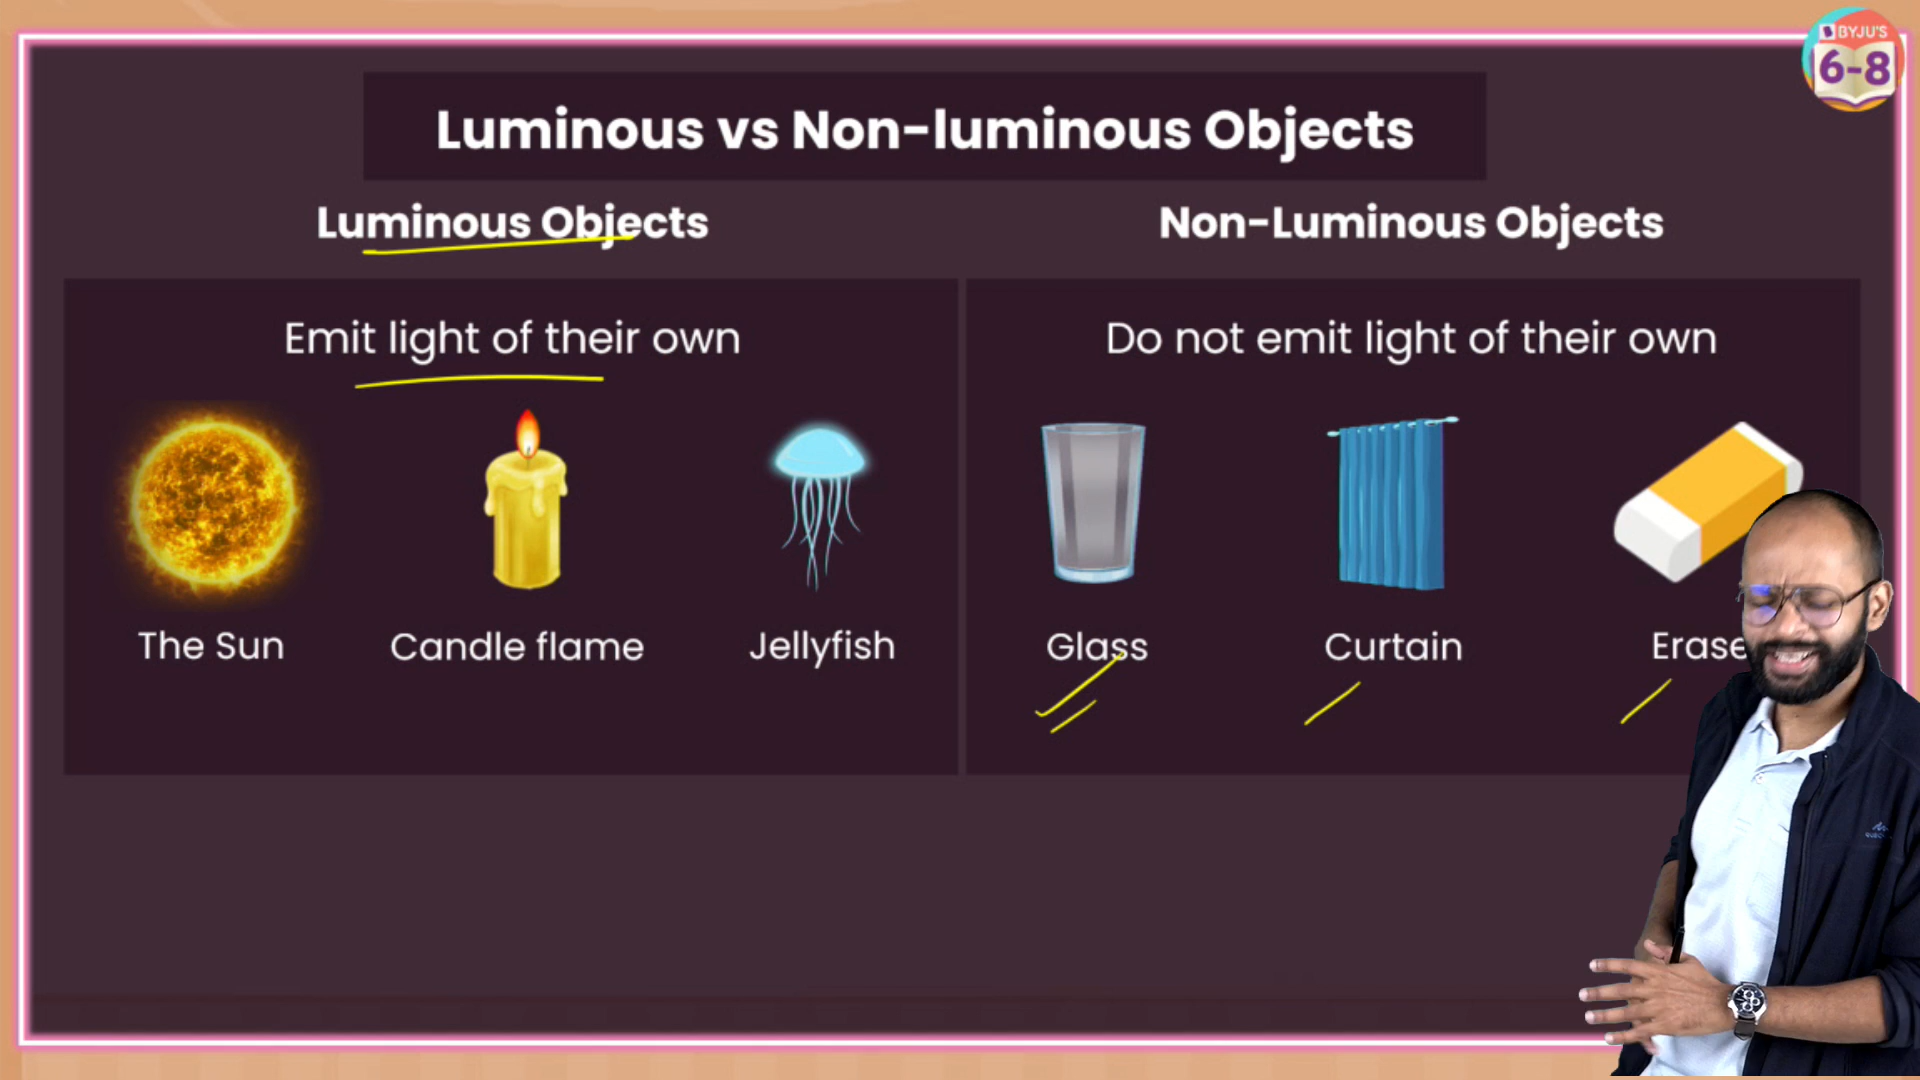 BYJU'S
6-8
Luminous vs Non-luminous Objects
Luminous Objects
Non-Luminous Objects
Emit light of their own
Do not emit light of their own
The Sun
Candle flame
Jellyfish
Glass
Curtain
Erase